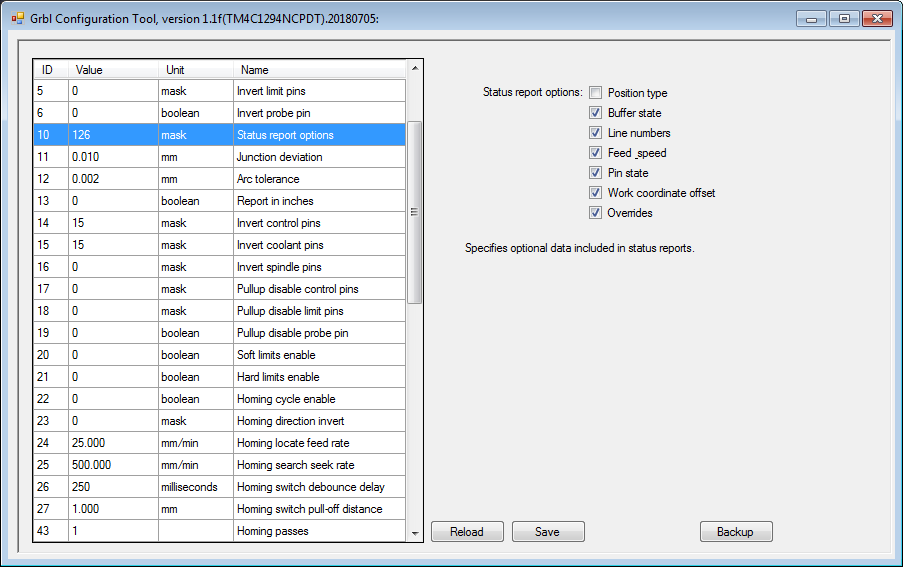 Grbl Configuration Tool, version 1.1f(TM4C1294NCPDT).20180705:
ID Value Unit Name
5 0 mask Invert limit pins
6 0 boolean Invert probe pin
10 126 mask Status report options
11 0.010 mm Junction deviation
12 0.002 mm Arc tolerance
13 0 boolean Report in inches
14 15 mask Invert control pins
15 15 mask Invert coolant pins
16 0 mask Invert spindle pins
17 0 mask Pullup disable control pins
18 0 mask Pullup disable limit pins
19 0 boolean Pullup disable probe pin
20 0 boolean Soft limits enable
21 0 boolean Hard limits enable
22 0 boolean Homing cycle enable
23 0 mask Homing direction invert
24 25.000 mm/min Homing locate feed rate
25 500.000 mm/min Homing search seek rate
26 250 milliseconds Homing switch debounce delay
27 1.000 mm Homing switch pull-off distance
43 1 Homing passes
Status report options: Position type
Buffer state
Line numbers
Feed _speed
Pin state
Work coordinate offset
Overrides
Specifies optional data included in status reports.
Reload Save Backup